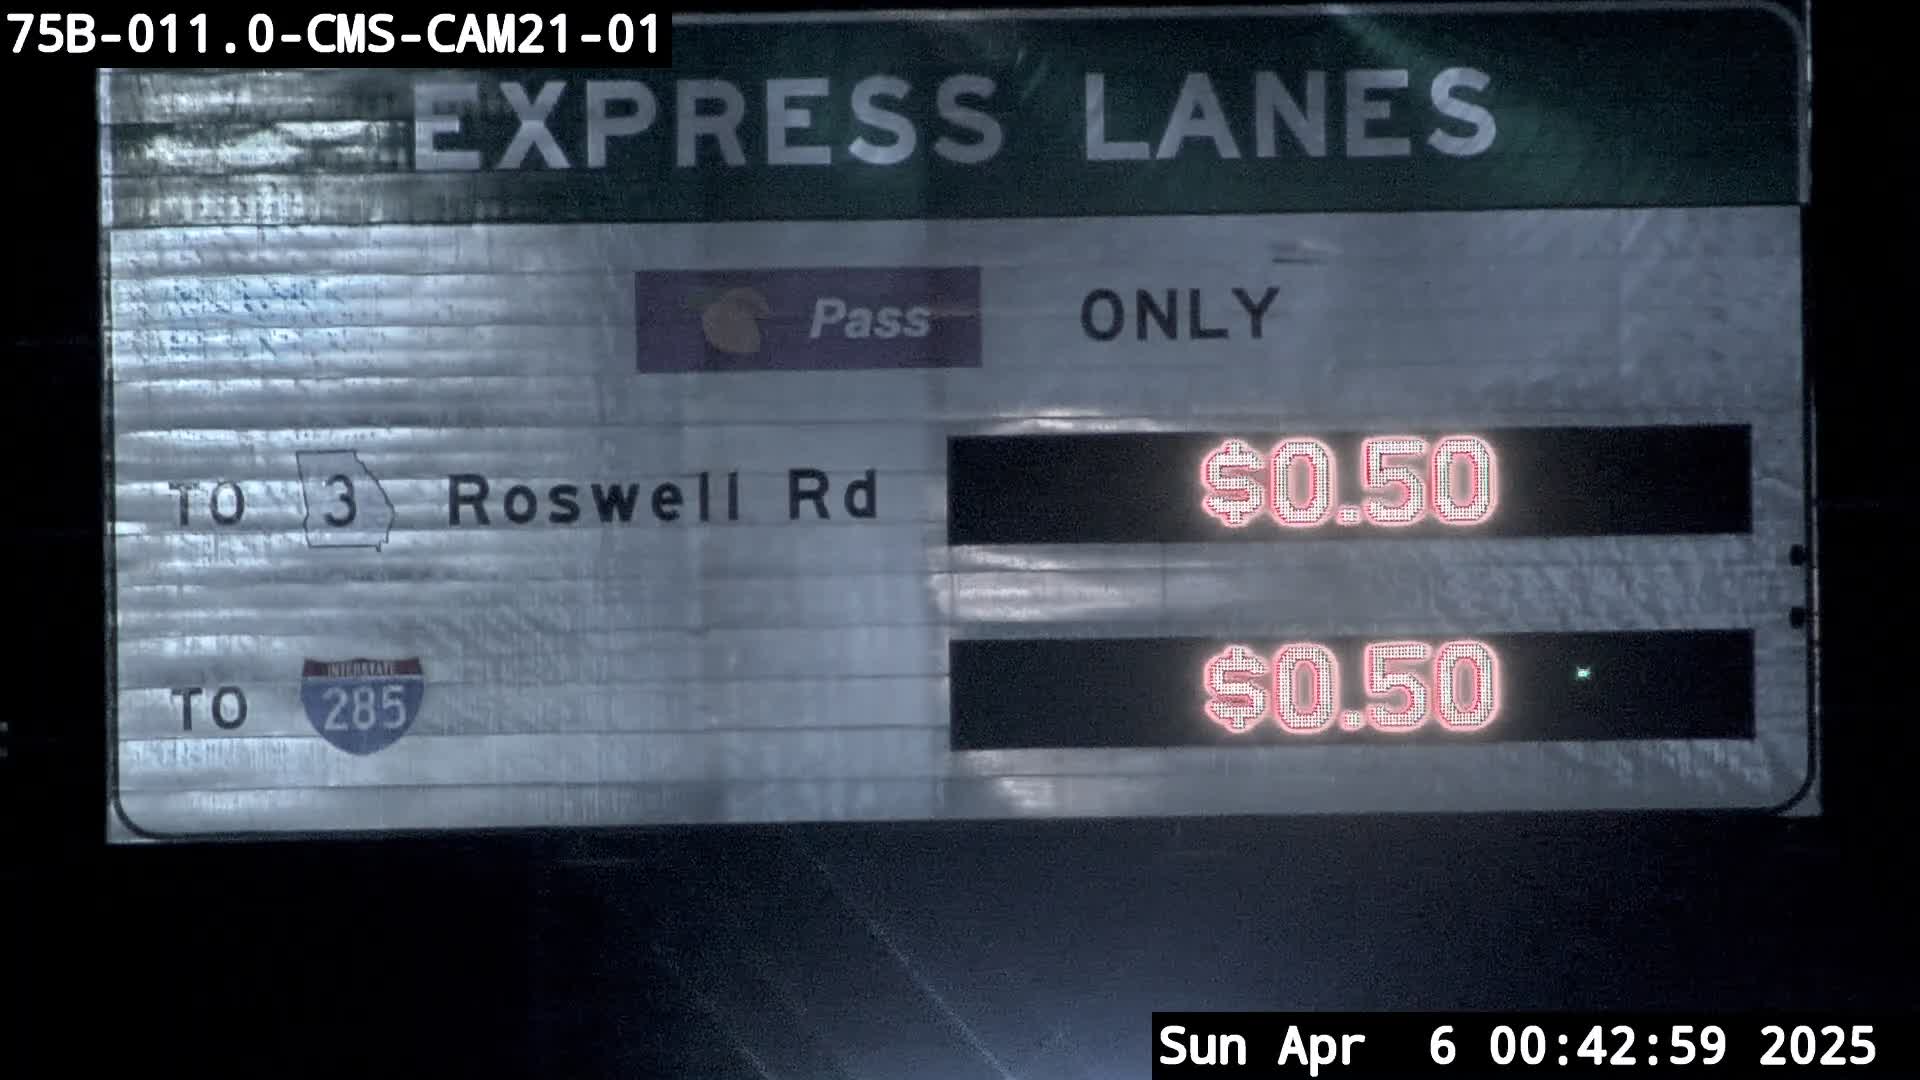 75B-011.0-CMS-CAM21-01
EXPRESS LANES
Pass ONLY
TO 3 Roswell Rd $0.50
INTERSTATE
TO 285 $0.50
Sun Apr 6 00:42:59 2025